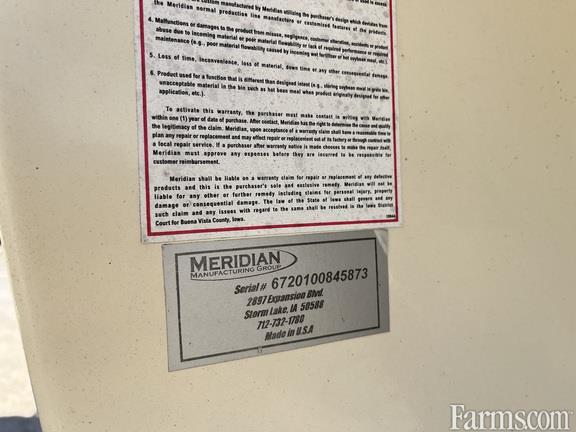 custom manufactured by Meridian utilizing the purchaser's design which deviates from
the Meridian normal production line manufacture or customized features of the products.
4. Malfunctions or damages to the product from misuse, negligence, customer alteration, accidents or product
abuse due to incoming material or poor material flowability or lack of required performance or required
maintenance (e.g., poor material flowability caused by incoming wet fertilizer or hot soybean meal, etc.).
5. Loss of time, inconvenience, loss of material, down time or any other consequential damage.
6. Product used for a function that is different than designed intent (e.g., storing soybean meal in grain bin,
unacceptable material in the bin such as hot bean meal when product originally designed for other
application, etc.).
To activate this warranty, the purchaser must make contact in writing with Meridian
within one (1) year of date of purchase. After contact, Meridian has the right to determine the cause and qualify
the legitimacy of the claim. Meridian, upon acceptance of a warranty claim shall have a reasonable time to
plan any repair or replacement and may effect repair or replacement out of its factory or through contract with
a local repair service. If a purchaser after warranty notice is made chooses to make the repair itself,
Meridian must approve any expenses before they are incurred to be responsible for
customer reimbursement.
Meridian shall be liable on a warranty claim for repair or replacement of any defective
products and this is the purchaser's sole and exclusive remedy. Meridian will not be
liable for any other or further remedy including claims for personal injury, property
damage or consequential damage. The law of the State of Iowa shall govern and any
such claim and any issues with regard to the same shall be resolved in the Iowa District
Court for Buena Vista County, Iowa.
MERIDIAN
MANUFACTURING GROUP
Serial # 6720100845873
2897 Expansion Blvd.
Storm Lake, IA 50588
712-732-1780
Made in U.S.A
Farms.com